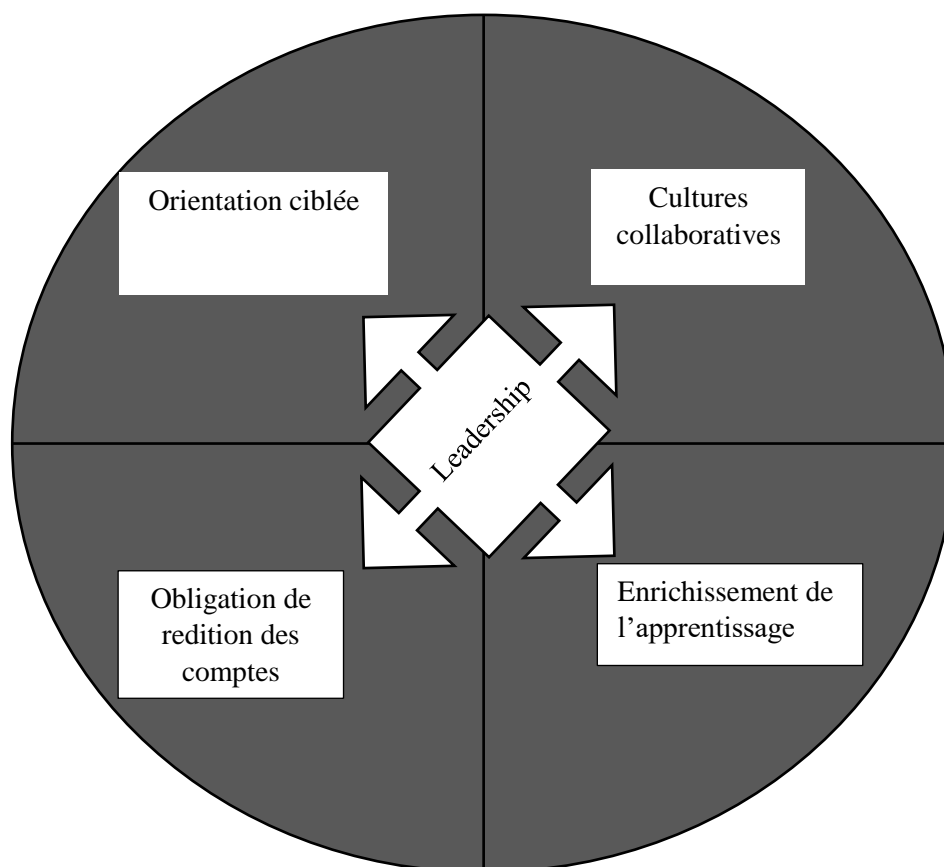 Orientation ciblée
Cultures
collaboratives
Leadership
Obligation de
redition des
comptes
Enrichissement de
l’apprentissage